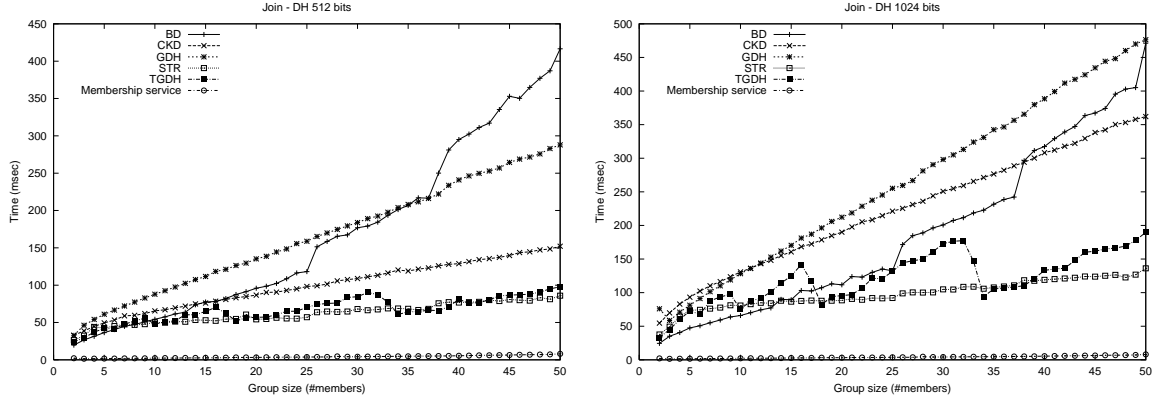 Join - DH 512 bits
450
400
350
300
250
200
150
100
50
0
Time (msec)
BD
CKD
GDH
STR
TGDH
Membership service
0 5 10 15 20 25 30 35 40 45 50
Group size (#members)
Join - DH 1024 bits
500
450
400
350
300
250
200
150
100
50
0
Time (msec)
BD
CKD
GDH
STR
TGDH
Membership service
0 5 10 15 20 25 30 35 40 45 50
Group size (#members)